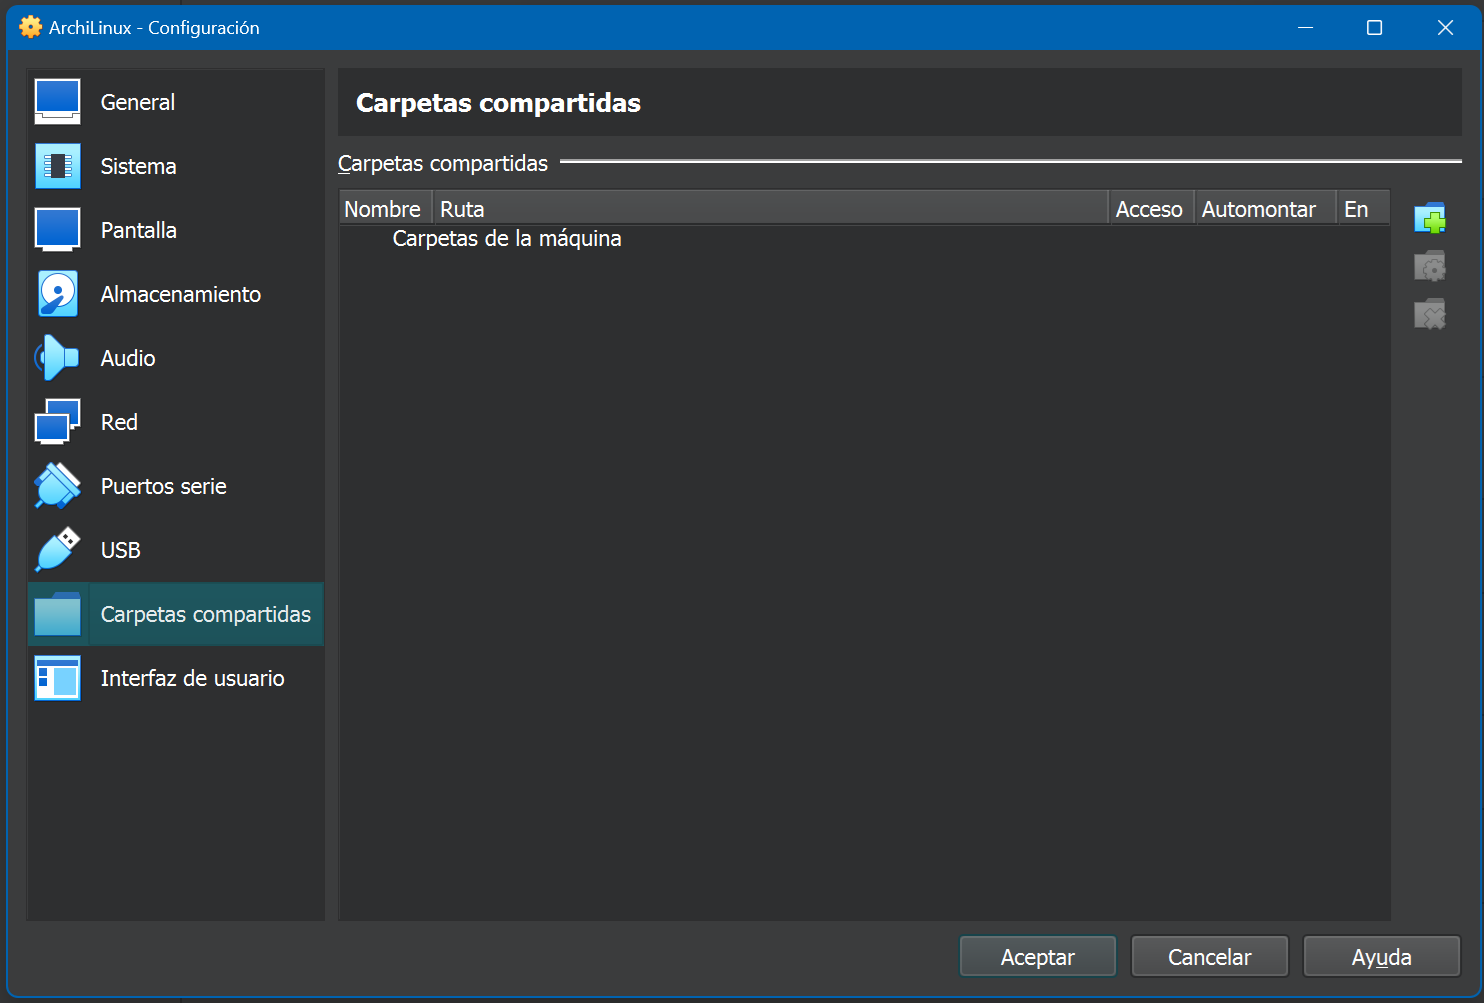 ArchiLinux - Configuración
General
Sistema
Pantalla
Almacenamiento
Audio
Red
Puertos serie
USB
Carpetas compartidas
Interfaz de usuario
Carpetas compartidas
Carpetas compartidas
Nombre Ruta Acceso Automontar En
Carpetas de la máquina
Aceptar Cancelar Ayuda